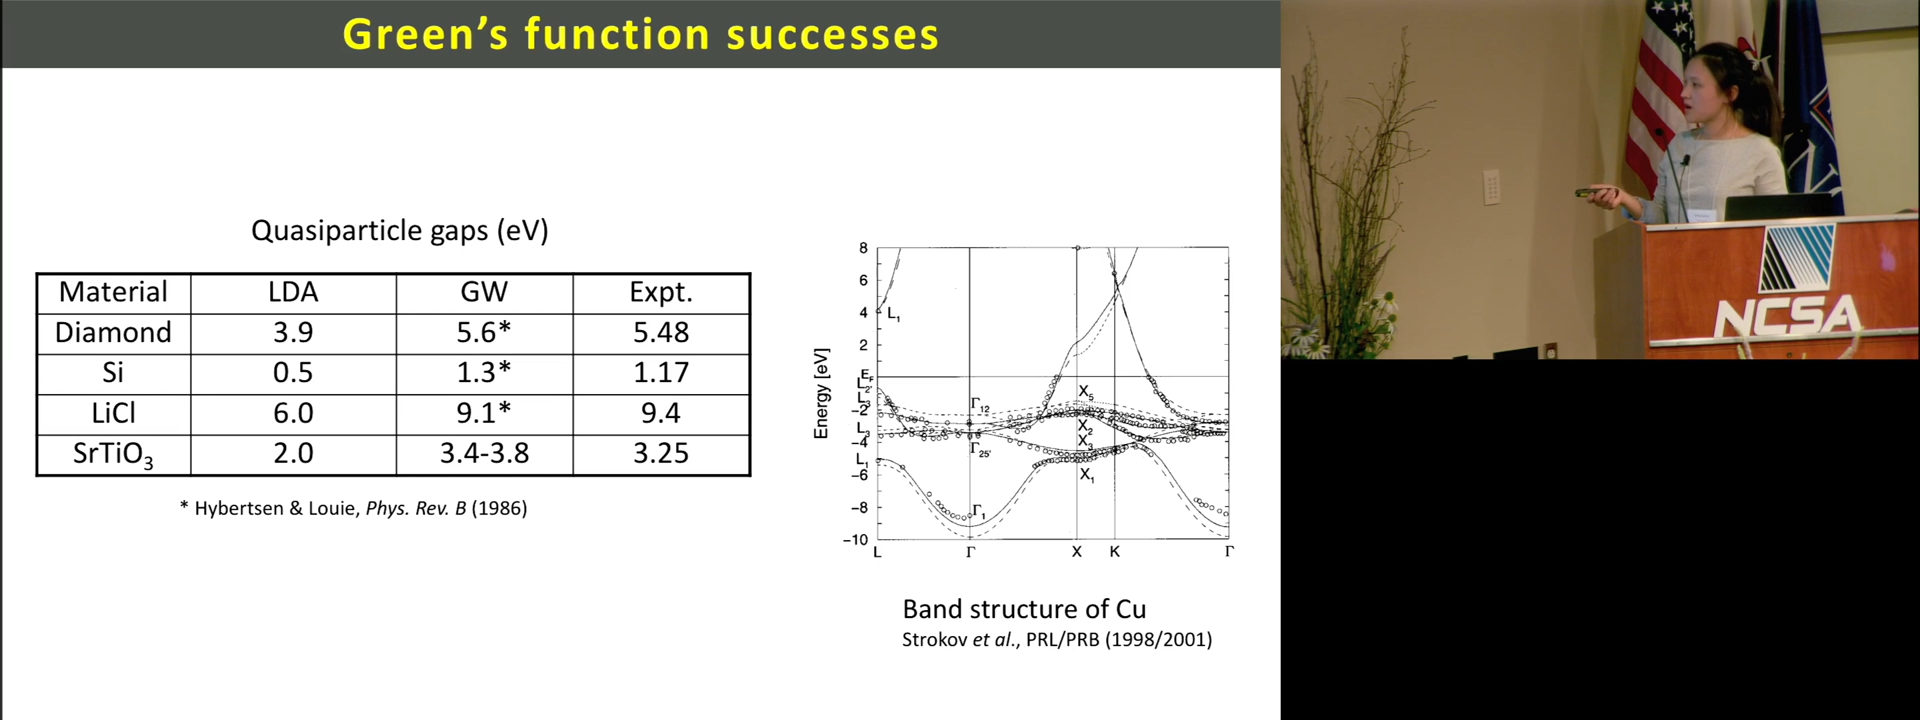 Green's function successes
Quasiparticle gaps (eV)
Material LDA GW Expt.
Diamond 3.9 5.6* 5.48
Si 0.5 1.3* 1.17
LiCl 6.0 9.1* 9.4
SrTiO₃ 2.0 3.4-3.8 3.25
* Hybertsen & Louie, Phys. Rev. B (1986)
Energy [eV]
8
6
4
2
E_F
−2
−4
−6
−8
−10
L₁
L₂'
L₃
L₃
L₁
Γ₁₂
Γ₂₅'
Γ₁
X₅
X₂
X₃
X₁
L Γ X K Γ
Band structure of Cu
Strokov et al., PRL/PRB (1998/2001)
NCSA